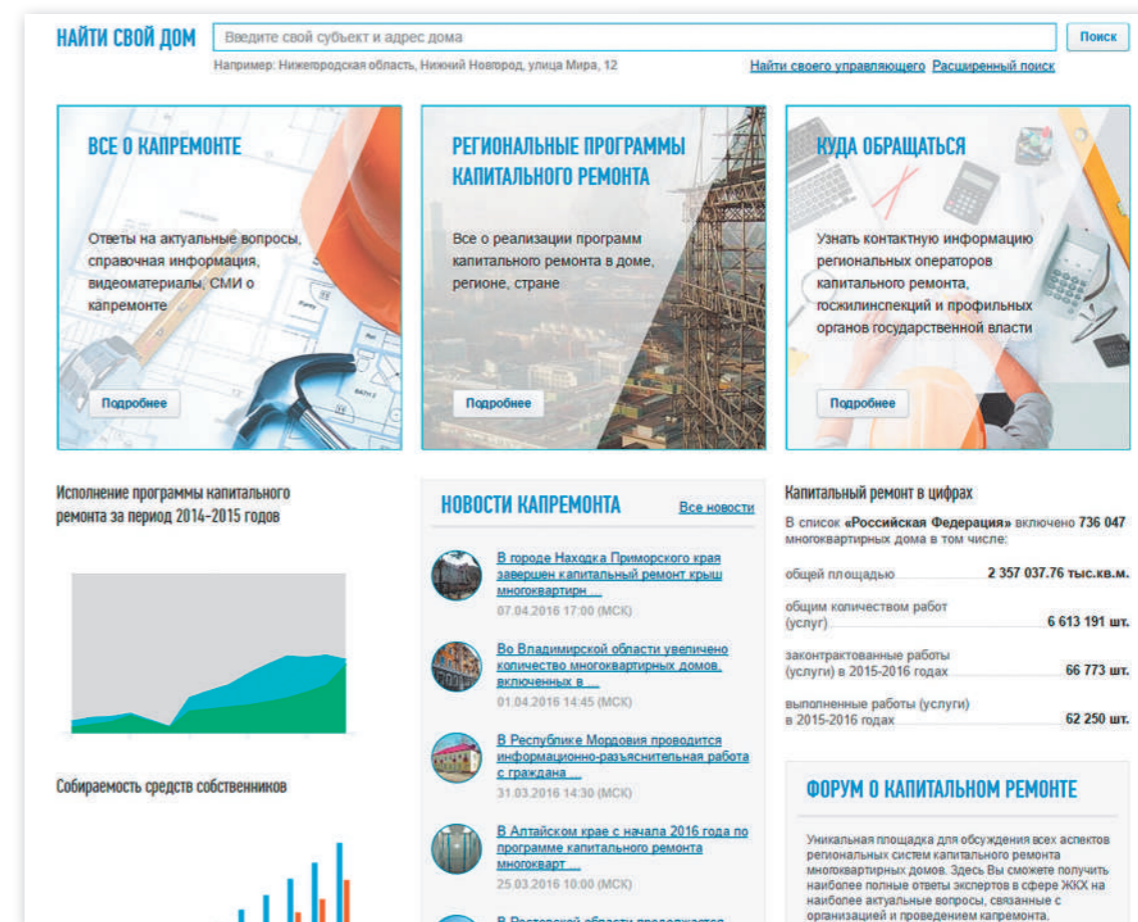 НАЙТИ СВОЙ ДОМ
Введите свой субъект и адрес дома
Поиск
Например: Нижегородская область, Нижний Новгород, улица Мира, 12
Найти своего управляющего Расширенный поиск
ВСЕ О КАПРЕМОНТЕ
Ответы на актуальные вопросы,
справочная информация,
видеоматериалы, СМИ о
капремонте
Подробнее
РЕГИОНАЛЬНЫЕ ПРОГРАММЫ
КАПИТАЛЬНОГО РЕМОНТА
Все о реализации программ
капитального ремонта в доме,
регионе, стране
Подробнее
КУДА ОБРАЩАТЬСЯ
Узнать контактную информацию
региональных операторов
капитального ремонта,
госжилинспекций и профильных
органов государственной власти
Подробнее
Исполнение программы капитального
ремонта за период 2014-2015 годов
Собираемость средств собственников
НОВОСТИ КАПРЕМОНТА
Все новости
В городе Находка Приморского края
завершен капитальный ремонт крыш
многоквартирн ...
07.04.2016 17:00 (МСК)
Во Владимирской области увеличено
количество многоквартирных домов,
включенных в ...
01.04.2016 14:45 (МСК)
В Республике Мордовия проводится
информационно-разъяснительная работа
с граждана ...
31.03.2016 14:30 (МСК)
В Алтайском крае с начала 2016 года по
программе капитального ремонта
многокварт ...
25.03.2016 10:00 (МСК)
В Ростовской области продолжается
Капитальный ремонт в цифрах
В список «Российская Федерация» включено 736 047
многоквартирных дома в том числе:
общей площадью 2 357 037.76 тыс.кв.м.
общим количеством работ
(услуг) 6 613 191 шт.
законтрактованные работы
(услуги) в 2015-2016 годах 66 773 шт.
выполненные работы (услуги)
в 2015-2016 годах 62 250 шт.
ФОРУМ О КАПИТАЛЬНОМ РЕМОНТЕ
Уникальная площадка для обсуждения всех аспектов
региональных систем капитального ремонта
многоквартирных домов. Здесь Вы сможете получить
наиболее полные ответы экспертов в сфере ЖКХ на
наиболее актуальные вопросы, связанные с
организацией и проведением капремонта.